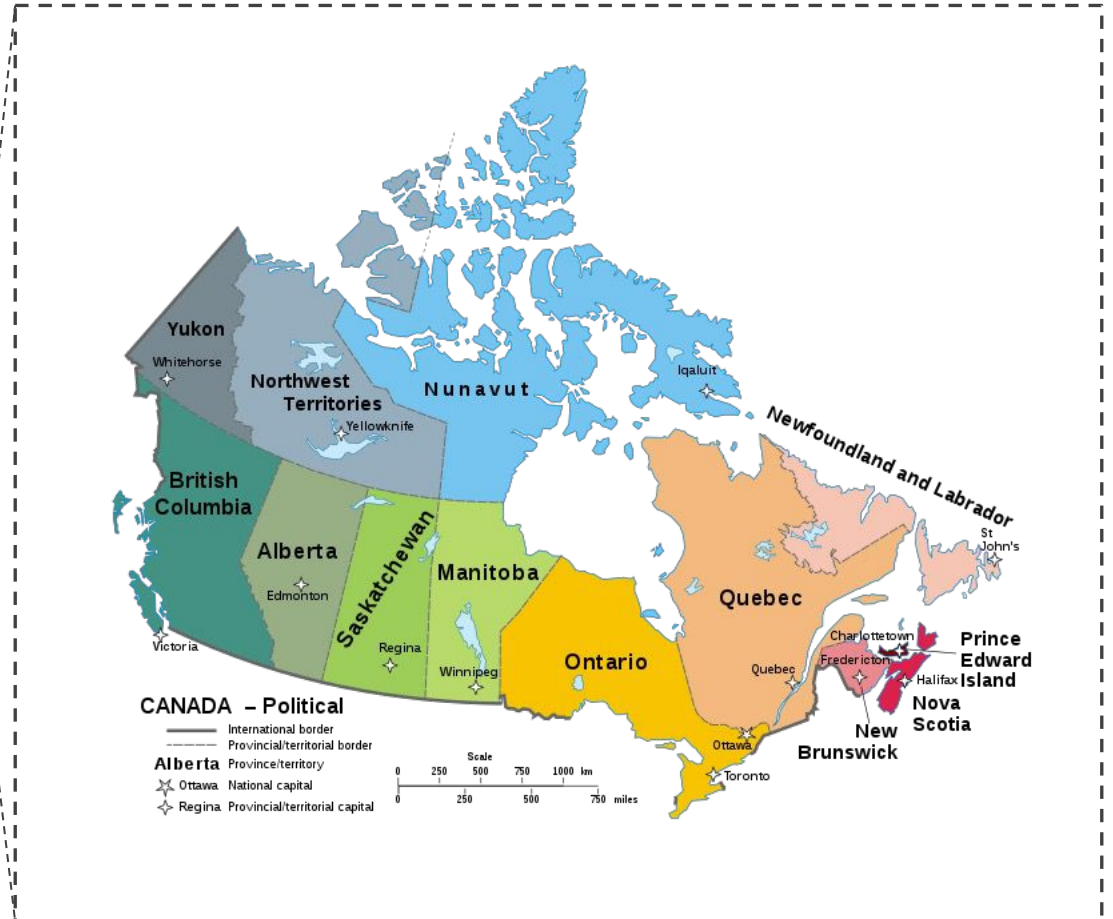 Yukon
Whitehorse
Northwest
Territories
Yellowknife
Nunavut
Iqaluit
Newfoundland and Labrador
St
John's
British
Columbia
Victoria
Alberta
Edmonton
Saskatchewan
Regina
Manitoba
Winnipeg
Ontario
Ottawa
Toronto
Quebec
Quebec
Charlottetown
Prince
Edward
Island
Fredericton
Halifax
Nova
Scotia
New
Brunswick
CANADA – Political
International border
Provincial/territorial border
Alberta Province/territory
Ottawa National capital
Regina Provincial/territorial capital
Scale
0 250 500 750 1000 km
0 250 500 750 miles